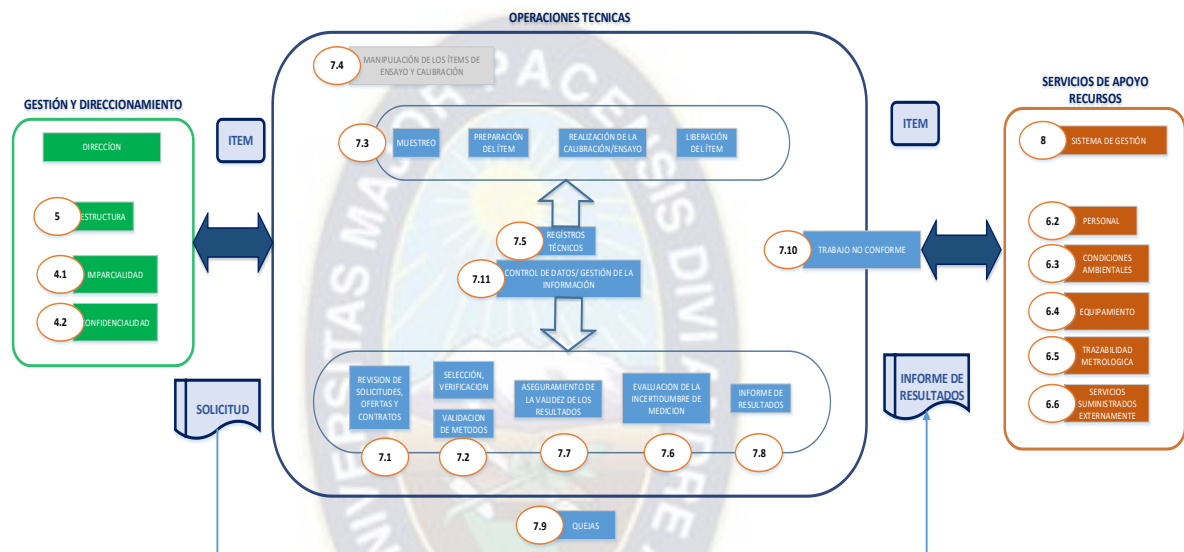 OPERACIONES TECNICAS
7.4
MANIPULACIÓN DE LOS ÍTEMS DE
ENSAYO Y CALIBRACIÓN
GESTIÓN Y DIRECCIONAMIENTO
DIRECCÍON
5
ESTRUCTURA
4.1
IMPARCIALIDAD
4.2
CONFIDENCIALIDAD
ITEM
SOLICITUD
7.3
MUESTREO
PREPARACIÓN
DEL ÍTEM
REALIZACIÓN DE LA
CALIBRACIÓN/ENSAYO
LIBERACIÓN
DEL ÍTEM
7.5
REGÍSTROS
TÉCNICOS
7.11
CONTROL DE DATOS/ GESTIÓN DE LA
INFORMACIÓN
7.10
TRABAJO NO CONFORME
REVISION DE
SOLICITUDES,
OFERTAS Y
CONTRATOS
7.1
SELECCIÓN,
VERIFICACION
VALIDACION
DE METODOS
7.2
ASEGURAMIENTO DE
LA VALIDEZ DE LOS
RESULTADOS
7.7
EVALUACION DE LA
INCERTIDUMBRE DE
MEDICION
7.6
INFORME DE
RESULTADOS
7.8
7.9
QUEJAS
ITEM
INFORME DE
RESULTADOS
SERVICIOS DE APOYO
RECURSOS
8
SISTEMA DE GESTIÓN
6.2
PERSONAL
6.3
CONDICIONES
AMBIENTALES
6.4
EQUIPAMIENTO
6.5
TRAZABILIDAD
METROLOGICA
6.6
SERVICIOS
SUMINISTRADOS
EXTERNAMENTE